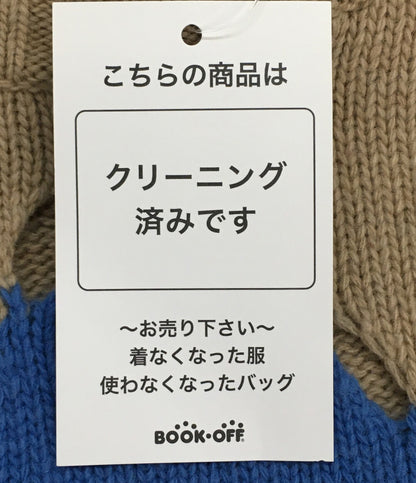 こちらの商品は
クリーニング
済みです
～お売り下さい～
着なくなった服
使わなくなったバッグ
BOOK・OFF